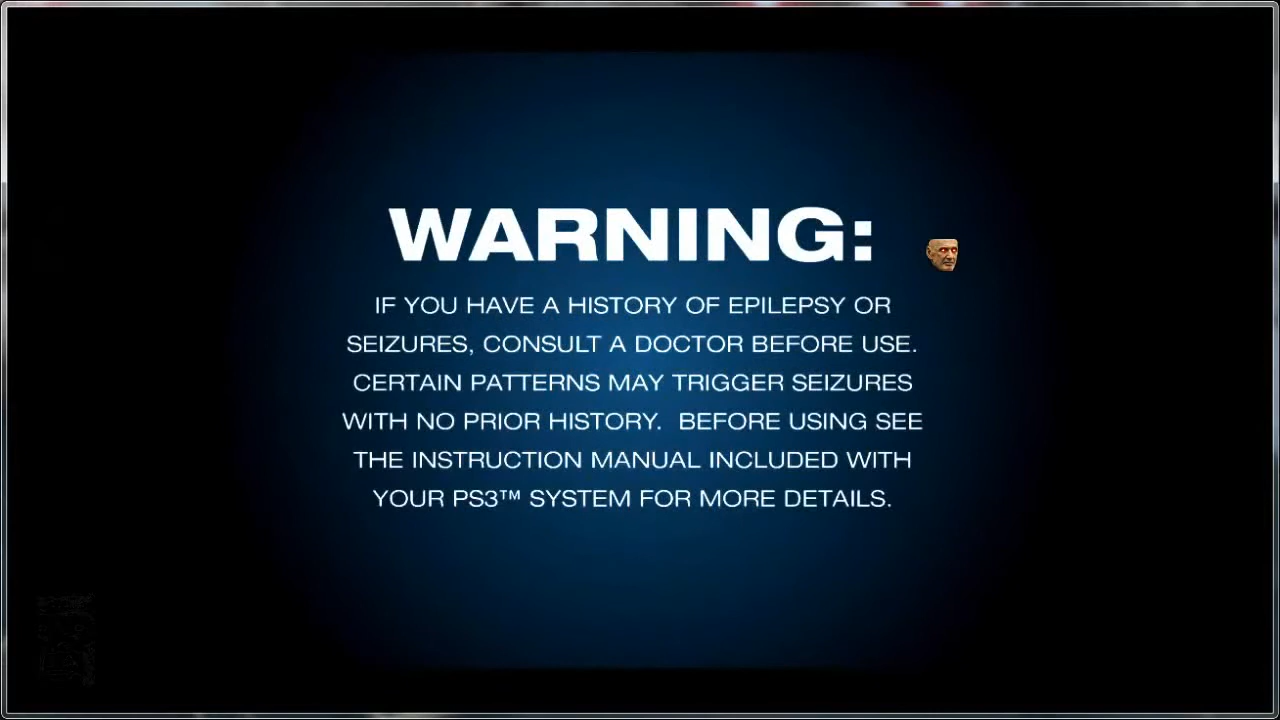 WARNING:
IF YOU HAVE A HISTORY OF EPILEPSY OR
SEIZURES, CONSULT A DOCTOR BEFORE USE.
CERTAIN PATTERNS MAY TRIGGER SEIZURES
WITH NO PRIOR HISTORY.  BEFORE USING SEE
THE INSTRUCTION MANUAL INCLUDED WITH
YOUR PS3™ SYSTEM FOR MORE DETAILS.